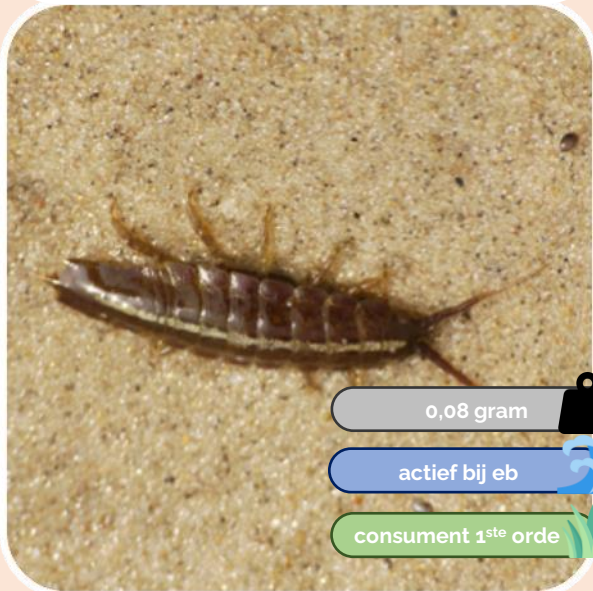 0,08 gram
actief bij eb
consument 1ste orde